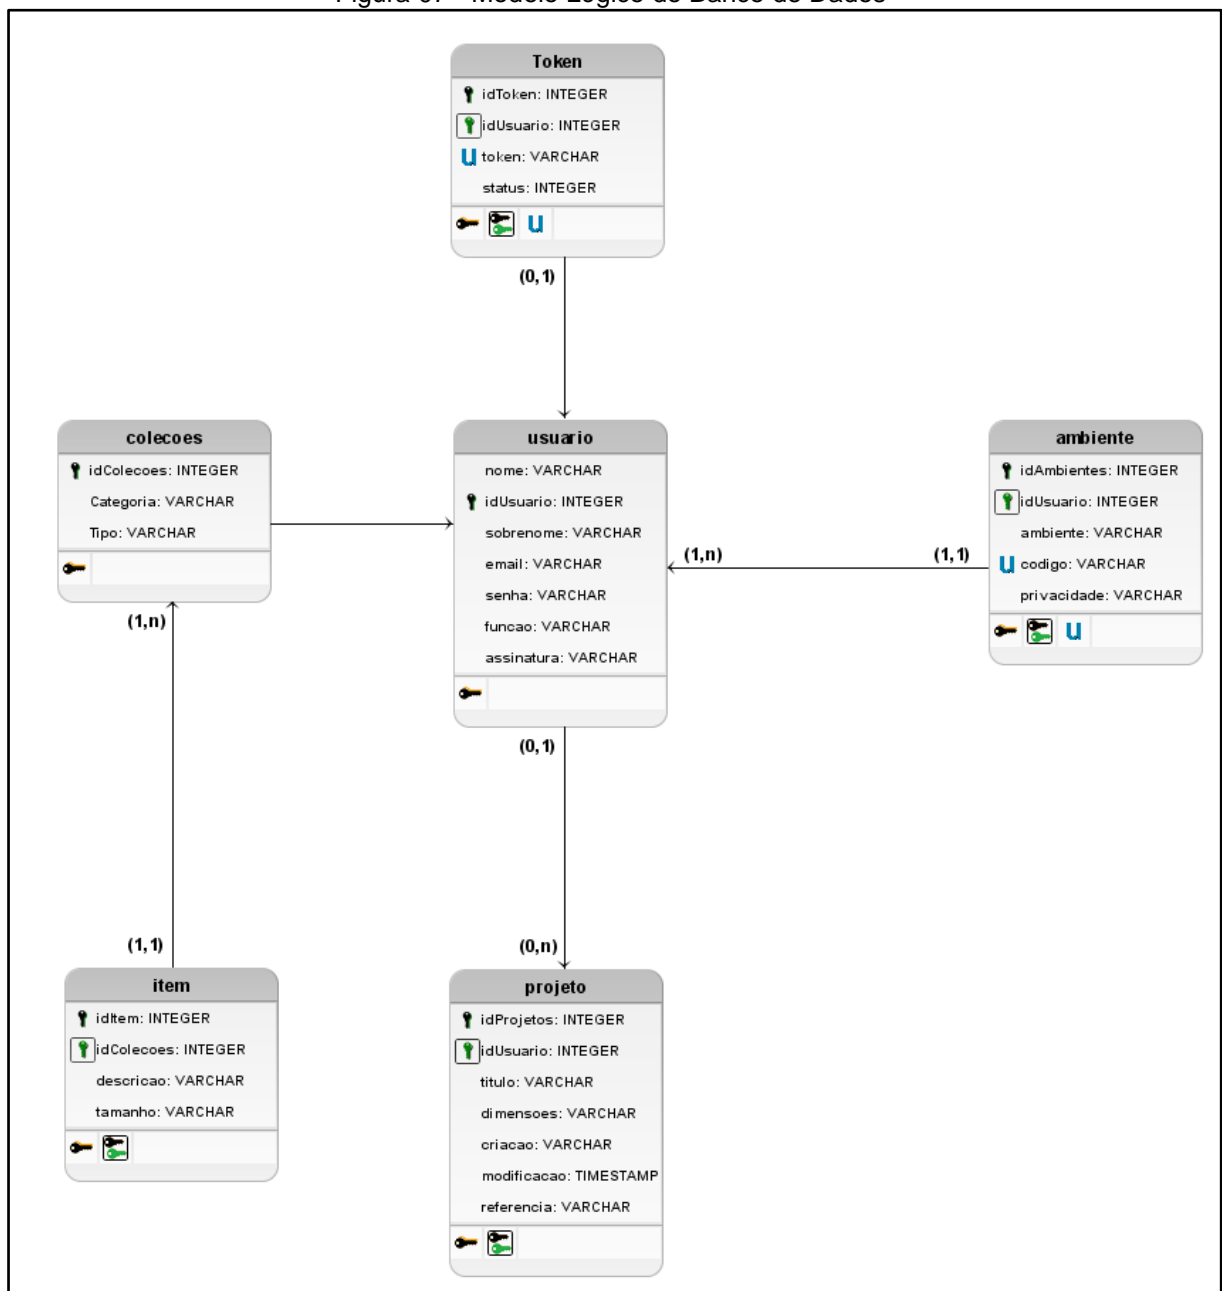 Token
idToken: INTEGER
idUsuario: INTEGER
U token: VARCHAR
status: INTEGER
U
(0,1)
colecoes
idColecoes: INTEGER
Categoria: VARCHAR
Tipo: VARCHAR
usuario
nome: VARCHAR
idUsuario: INTEGER
sobrenome: VARCHAR
email: VARCHAR
senha: VARCHAR
funcao: VARCHAR
assinatura: VARCHAR
ambiente
idAmbientes: INTEGER
idUsuario: INTEGER
ambiente: VARCHAR
U codigo: VARCHAR
privacidade: VARCHAR
U
(1,n)
(1,1)
(1,n)
(0,1)
(1,1)
(0,n)
item
idItem: INTEGER
idColecoes: INTEGER
descricao: VARCHAR
tamanho: VARCHAR
projeto
idProjetos: INTEGER
idUsuario: INTEGER
titulo: VARCHAR
dimensoes: VARCHAR
criacao: VARCHAR
modificacao: TIMESTAMP
referencia: VARCHAR